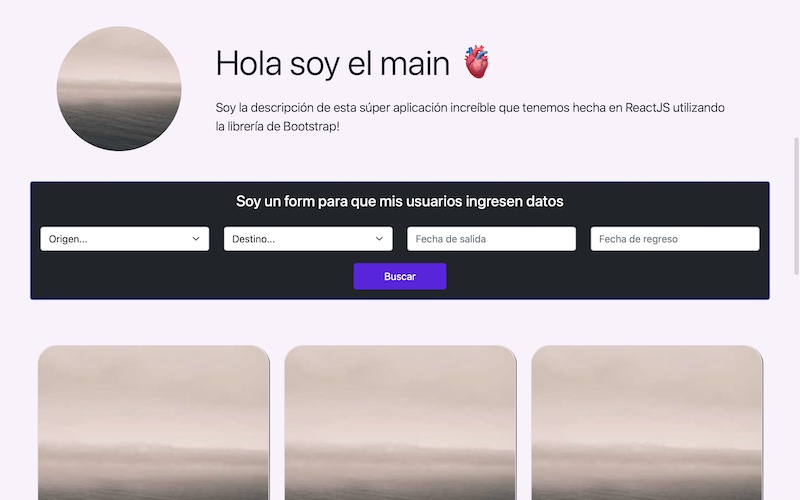 Hola soy el main 🫀
Soy la descripción de esta súper aplicación increíble que tenemos hecha en ReactJS utilizando
la librería de Bootstrap!
Soy un form para que mis usuarios ingresen datos
Origen... Destino... Fecha de salida Fecha de regreso
Buscar